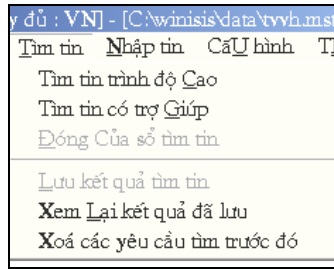 y đủ : VN] - [C:\winisis\data\tvvh.mst
Tìm tin Nhập tin CấU hình
Tìm tin trình độ Cao
Tìm tin có trợ Giúp
Đóng Cửa sổ tìm tin
Lưu kết quả tìm tin
Xem Lại kết quả đã lưu
Xoá các yêu cầu tìm trước đó